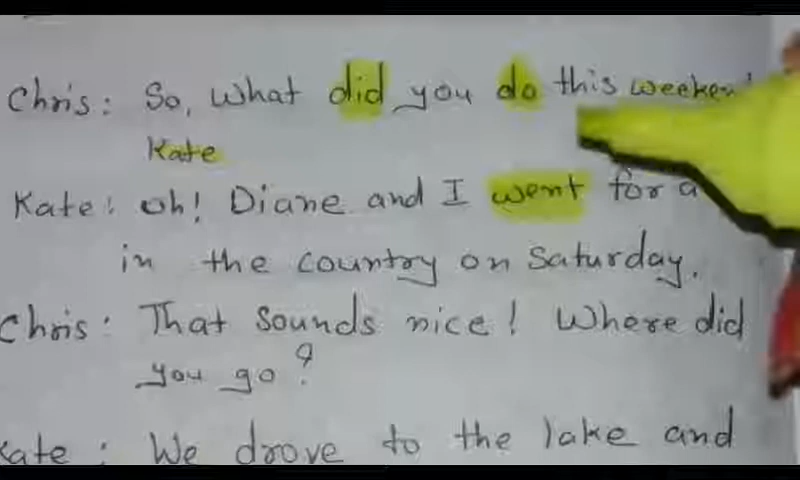 Chris: So, what did you do this weeken
Kate
Kate: oh! Diane and I went for a
in the country on Saturday.
Chris: That sounds nice! Where did
you go?
Kate: We drove to the lake and